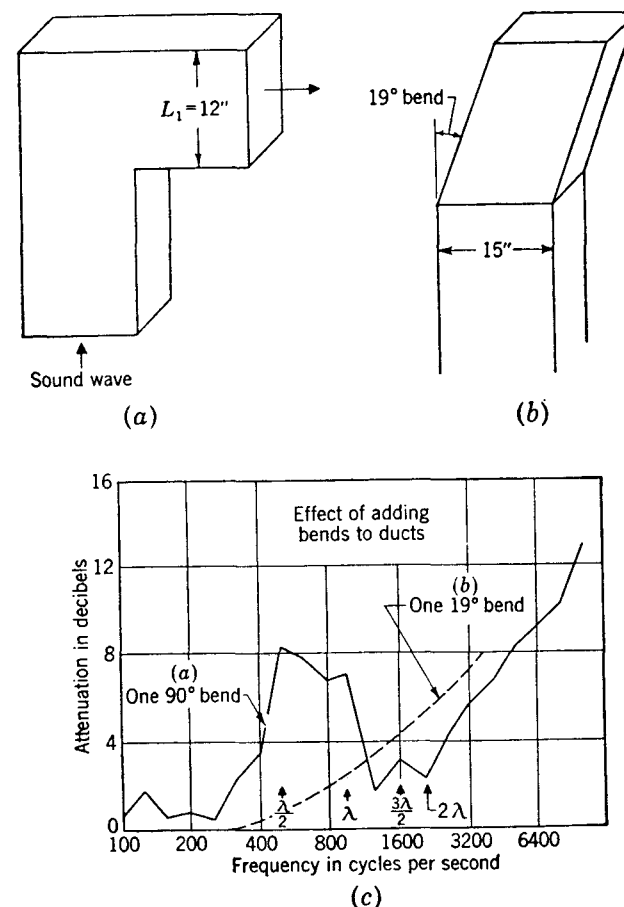 L₁ = 12"
Sound wave
(a)
19° bend
15"
(b)
16
12
8
4
0
Attenuation in decibels
Effect of adding
bends to ducts
(a)
One 90° bend
(b)
One 19° bend
λ/2
λ
3λ/2
2λ
100
200
400
800
1600
3200
6400
Frequency in cycles per second
(c)